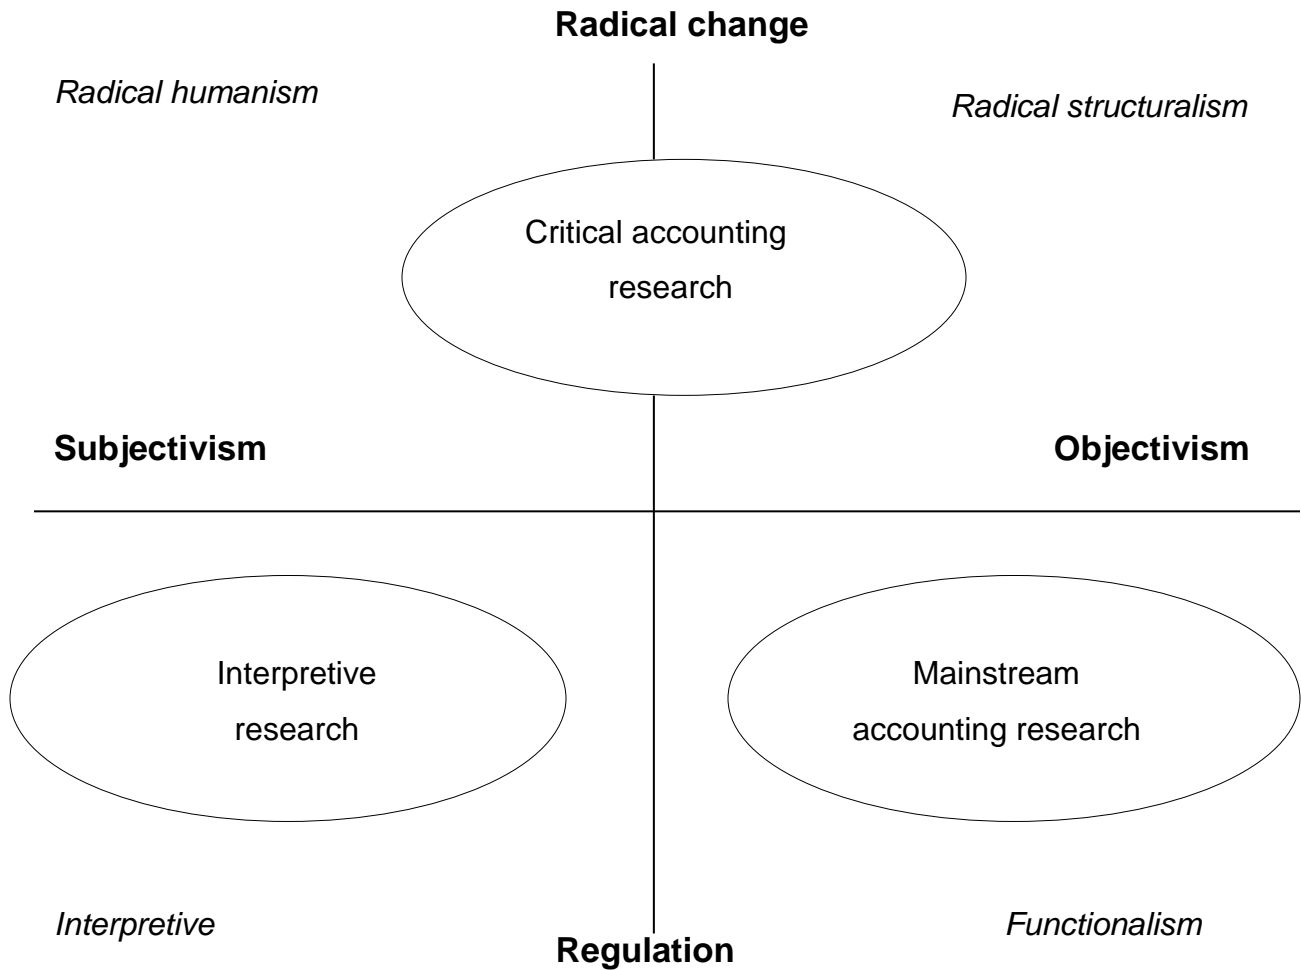 Radical change
Radical humanism
Radical structuralism
Critical accounting
research
Subjectivism
Objectivism
Interpretive
research
Mainstream
accounting research
Interpretive
Functionalism
Regulation